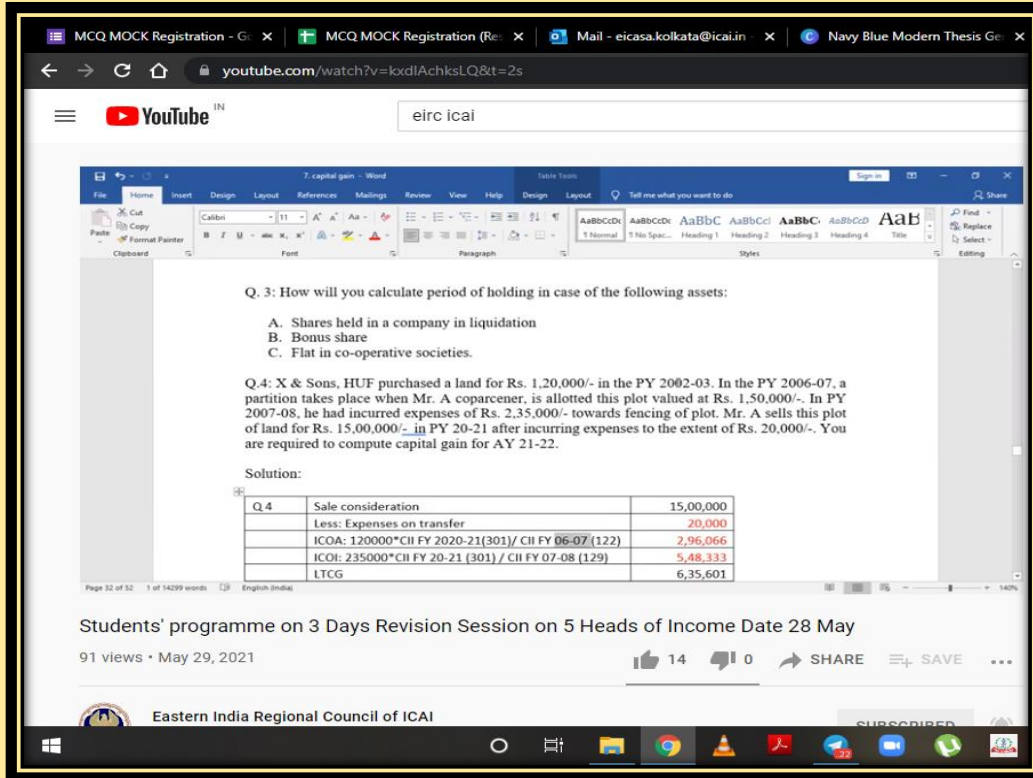 MCQ MOCK Registration - Go
MCQ MOCK Registration (Res
Mail - eicasa.kolkata@icai.in -
Navy Blue Modern Thesis Ge
youtube.com/watch?v=kxdlAchksLQ&t=2s
YouTube IN
eirc icai
7. capital gain - Word
Table Tools
Sign in
File Home Insert Design Layout References Mailings Review View Help Design Layout Tell me what you want to do Share
Cut
Copy
Format Painter
Paste
Calibri 11
AaBbCcDc AaBbCcDc AaBbC AaBbCcl AaBbC AaBbCcD AaB
¶ Normal ¶ No Spac... Heading 1 Heading 2 Heading 3 Heading 4 Title
Find
Replace
Select
Clipboard Font Paragraph Styles Editing
Q. 3: How will you calculate period of holding in case of the following assets:
A. Shares held in a company in liquidation
B. Bonus share
C. Flat in co-operative societies.
Q.4: X & Sons, HUF purchased a land for Rs. 1,20,000/- in the PY 2002-03. In the PY 2006-07, a
partition takes place when Mr. A coparcener, is allotted this plot valued at Rs. 1,50,000/-. In PY
2007-08, he had incurred expenses of Rs. 2,35,000/- towards fencing of plot. Mr. A sells this plot
of land for Rs. 15,00,000/- in PY 20-21 after incurring expenses to the extent of Rs. 20,000/-. You
are required to compute capital gain for AY 21-22.
Solution:
Q 4 Sale consideration 15,00,000
Less: Expenses on transfer 20,000
ICOA: 120000*CII FY 2020-21(301)/ CII FY 06-07 (122) 2,96,066
ICOI: 235000*CII FY 20-21 (301) / CII FY 07-08 (129) 5,48,333
LTCG 6,35,601
Page 32 of 52 1 of 14299 words English (India) 140%
Students' programme on 3 Days Revision Session on 5 Heads of Income Date 28 May
91 views • May 29, 2021
14 0 SHARE SAVE
Eastern India Regional Council of ICAI
SUBSCRIBED
22